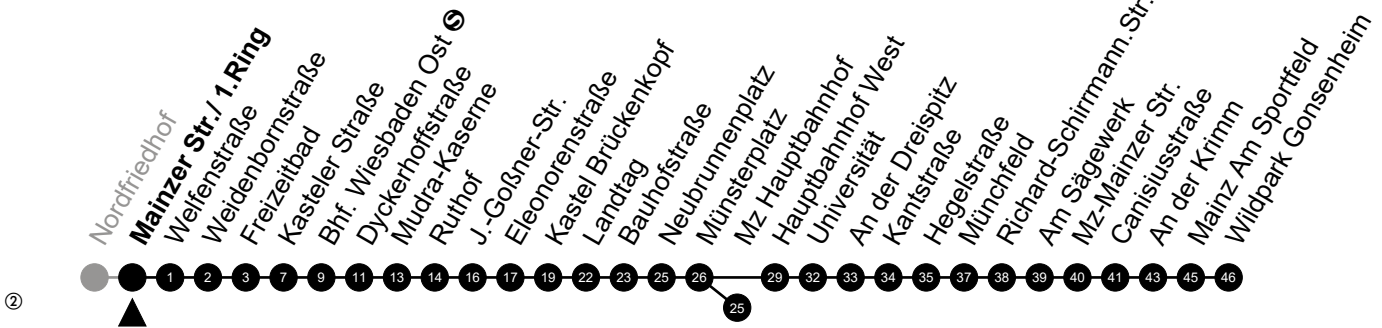 Nordfriedhof
Mainzer Str./ 1.Ring
Welfenstraße
Weidenbornstraße
Freizeitbad
Kasteler Straße
Bhf. Wiesbaden Ost Ⓢ
Dyckerhoffstraße
Mudra-Kaserne
Ruthof
J.-Goßner-Str.
Eleonorenstraße
Kastel Brückenkopf
Landtag
Bauhofstraße
Neubrunnenplatz
Münsterplatz
Mz Hauptbahnhof
Hauptbahnhof West
Universität
An der Dreispitz
Kantstraße
Hegelstraße
Münchfeld
Richard-Schirrmann.Str.
Am Sägewerk
Mz-Mainzer Str.
Canisiusstraße
An der Krimm
Mainz Am Sportfeld
Wildpark Gonsenheim
1 2 3 7 9 11 13 14 16 17 19 22 23 25 26 29 32 33 34 35 37 38 39 40 41 43 45 46
②
25